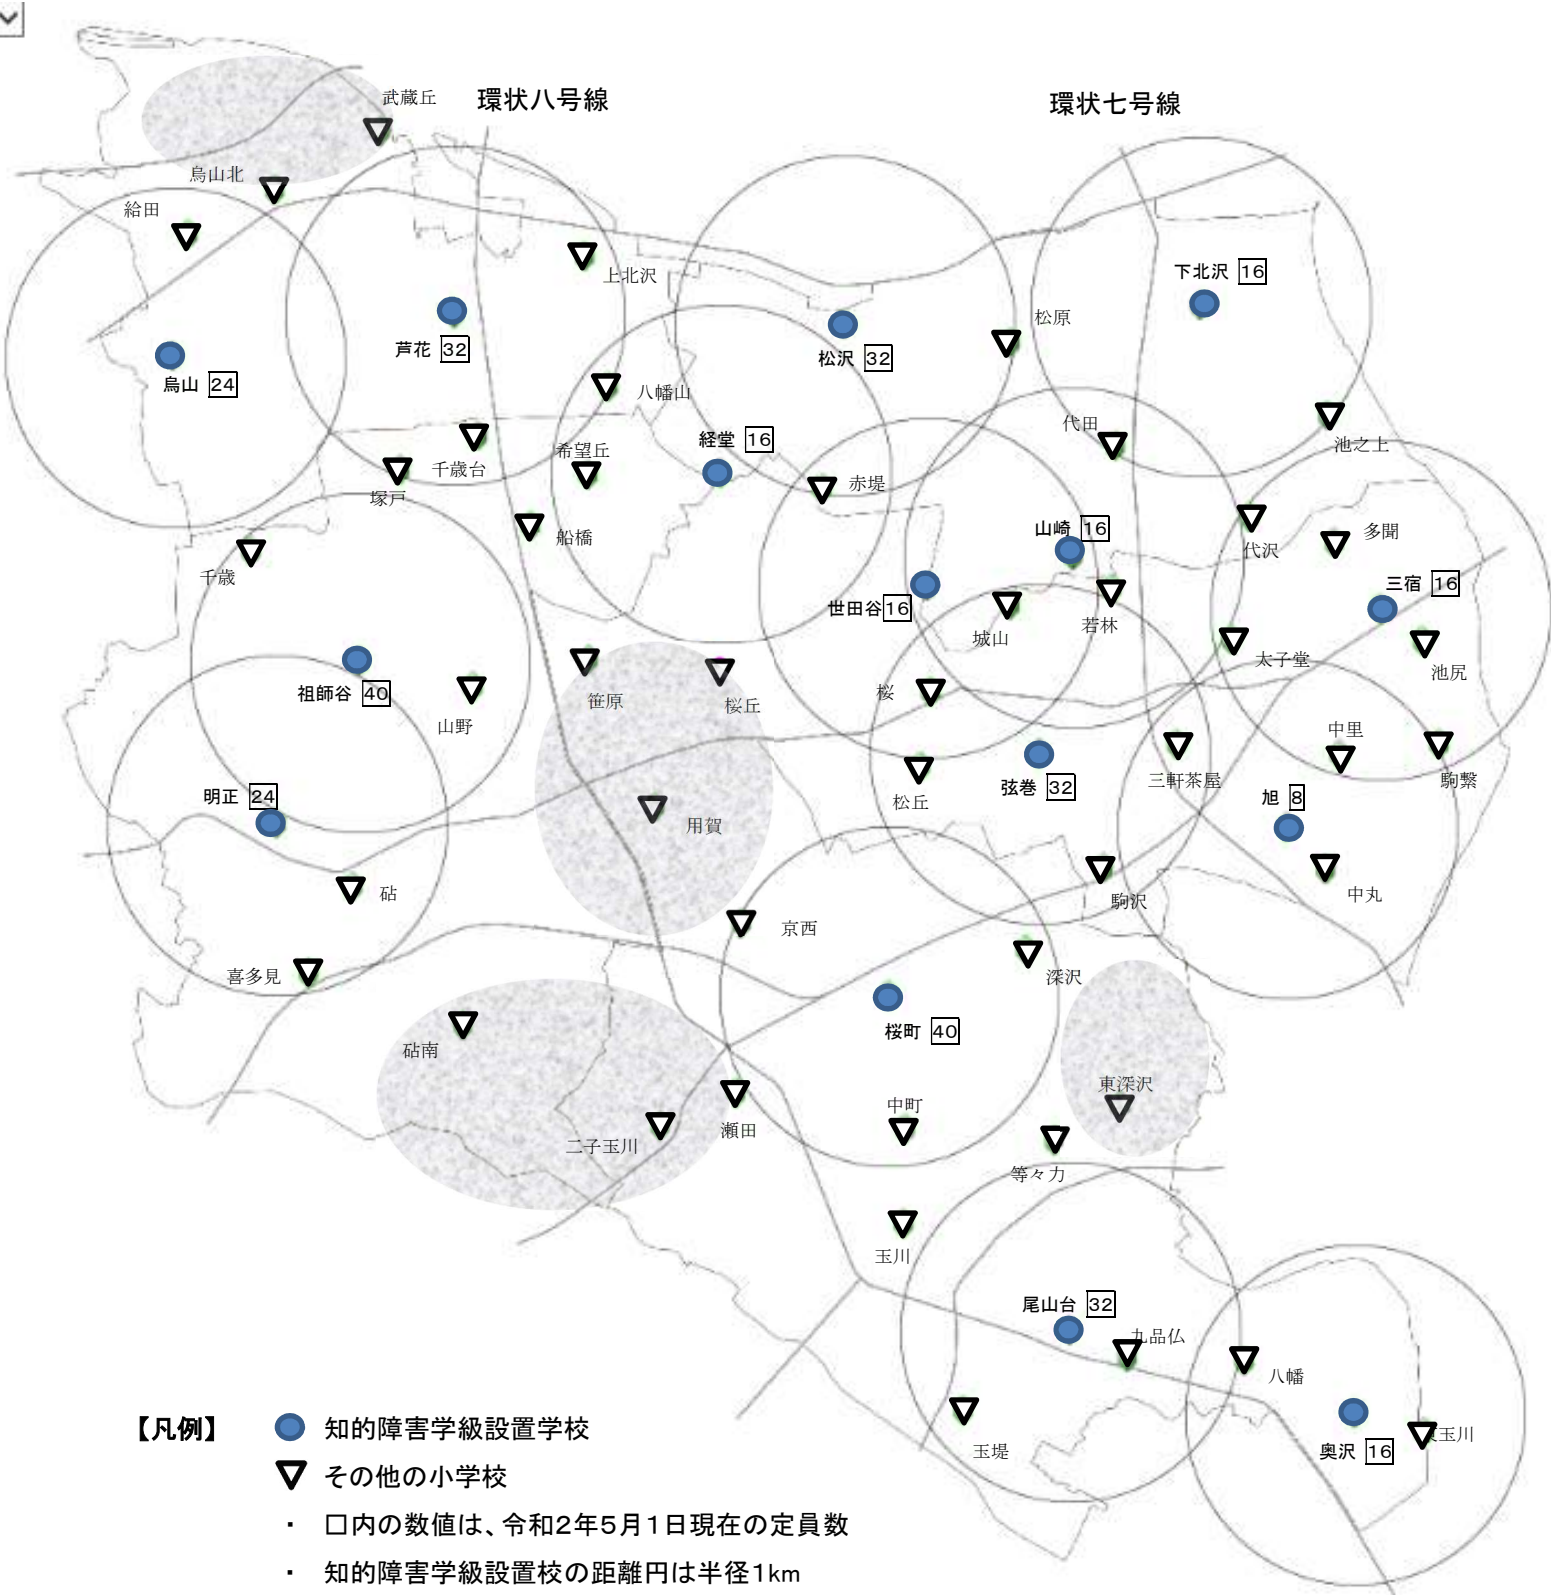 武蔵丘
環状八号線
環状七号線
烏山北
給田
上北沢
下北沢 16
松原
芦花 32
松沢 32
烏山 24
八幡山
代田
池之上
経堂 16
希望丘
千歳台
塚戸
赤堤
船橋
山崎 16
代沢
多聞
千歳
三宿 16
世田谷 16
城山
若林
太子堂
池尻
祖師谷 40
山野
笹原
桜丘
桜
中里
三軒茶屋
駒繋
弦巻 32
明正 24
松丘
旭 8
用賀
砧
中丸
駒沢
京西
喜多見
深沢
桜町 40
砧南
東深沢
中町
瀬田
二子玉川
等々力
玉川
尾山台 32
九品仏
八幡
玉堤
奥沢 16
玉川
【凡例】
知的障害学級設置学校
その他の小学校
・ 口内の数値は、令和2年5月1日現在の定員数
・ 知的障害学級設置校の距離円は半径1km